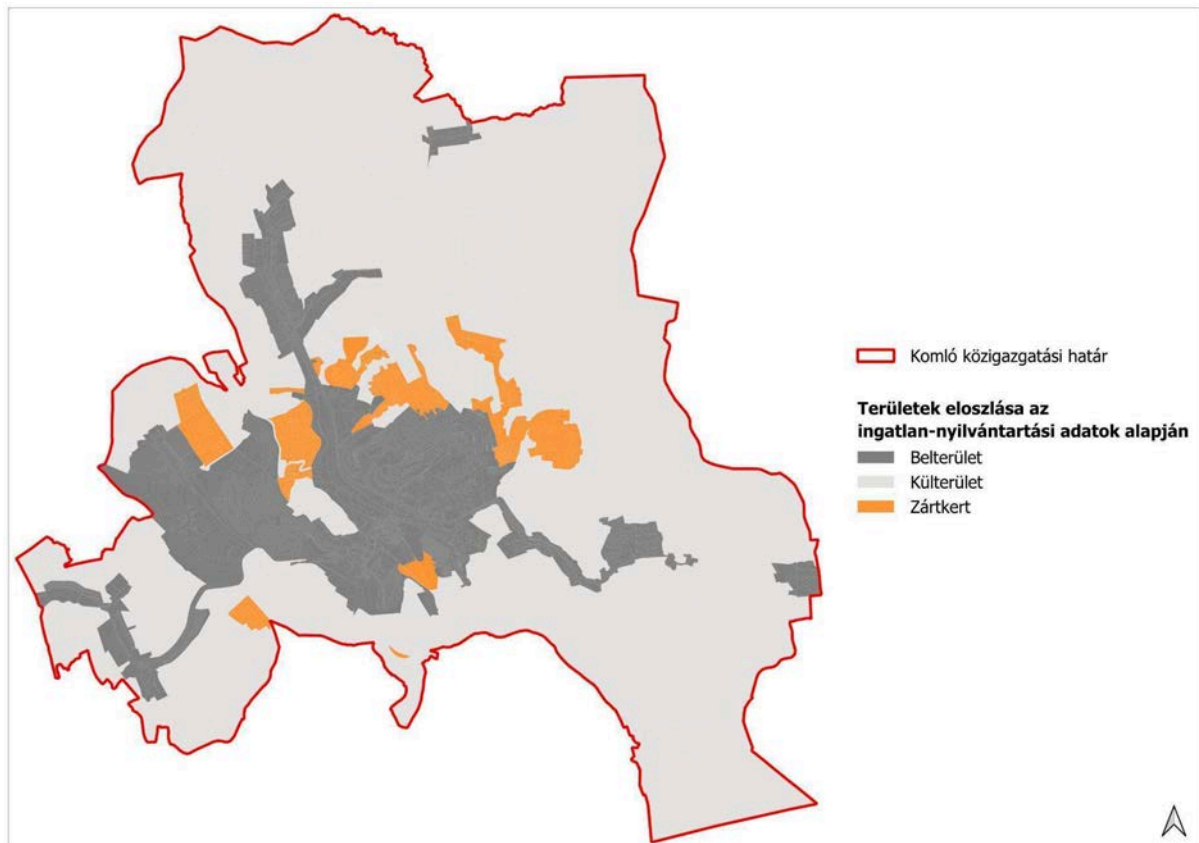 Komló közigazgatási határ
Területek eloszlása az
ingatlan-nyilvántartási adatok alapján
Belterület
Külterület
Zártkert